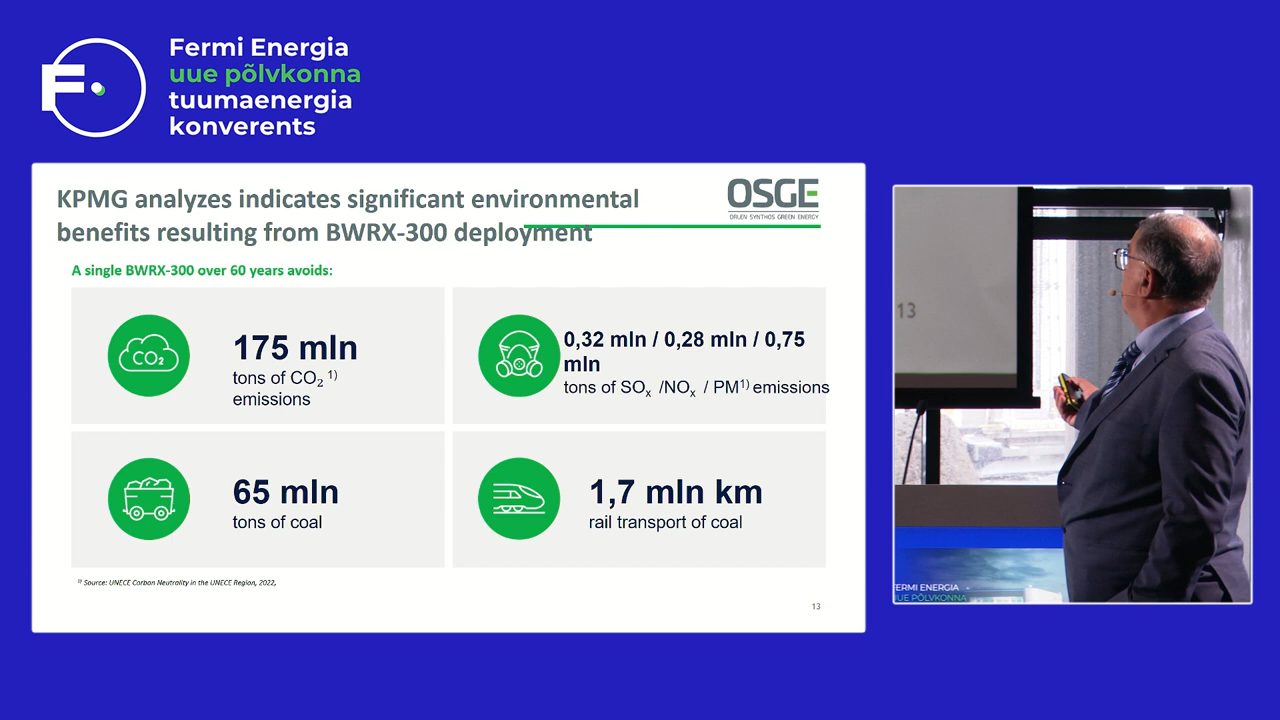 Fermi Energia
uue põlvkonna
tuumaenergia
konverents
KPMG analyzes indicates significant environmental
benefits resulting from BWRX-300 deployment
OSGE
ORLEN SYNTHOS GREEN ENERGY
A single BWRX-300 over 60 years avoids:
CO₂
175 mln
tons of CO₂ ¹⁾
emissions
0,32 mln / 0,28 mln / 0,75
mln
tons of SOₓ /NOₓ / PM¹⁾ emissions
65 mln
tons of coal
1,7 mln km
rail transport of coal
¹⁾ Source: UNECE Carbon Neutrality in the UNECE Region, 2022,
13
13
FERMI ENERGIA
UUE PÕLVKONNA